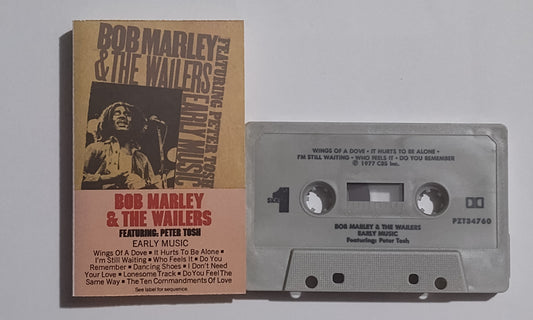 BOB MARLEY
& THE WAILERS
FEATURING PETER TOSH
EARLY MUSIC
BOB MARLEY
& THE WAILERS
FEATURING: PETER TOSH
EARLY MUSIC
Wings Of A Dove ■ It Hurts To Be Alone ■
I'm Still Waiting ■ Who Feels It ■ Do You
Remember ■ Dancing Shoes ■ I Don't Need
Your Love ■ Lonesome Track ■ Do You Feel The
Same Way ■ The Ten Commandments Of Love
See label for sequence.
WINGS OF A DOVE • IT HURTS TO BE ALONE •
I'M STILL WAITING • WHO FEELS IT • DO YOU REMEMBER
℗ 1977 CBS Inc.
SIDE
1
PZT34760
BOB MARLEY & THE WAILERS
EARLY MUSIC
Featuring: Peter Tosh